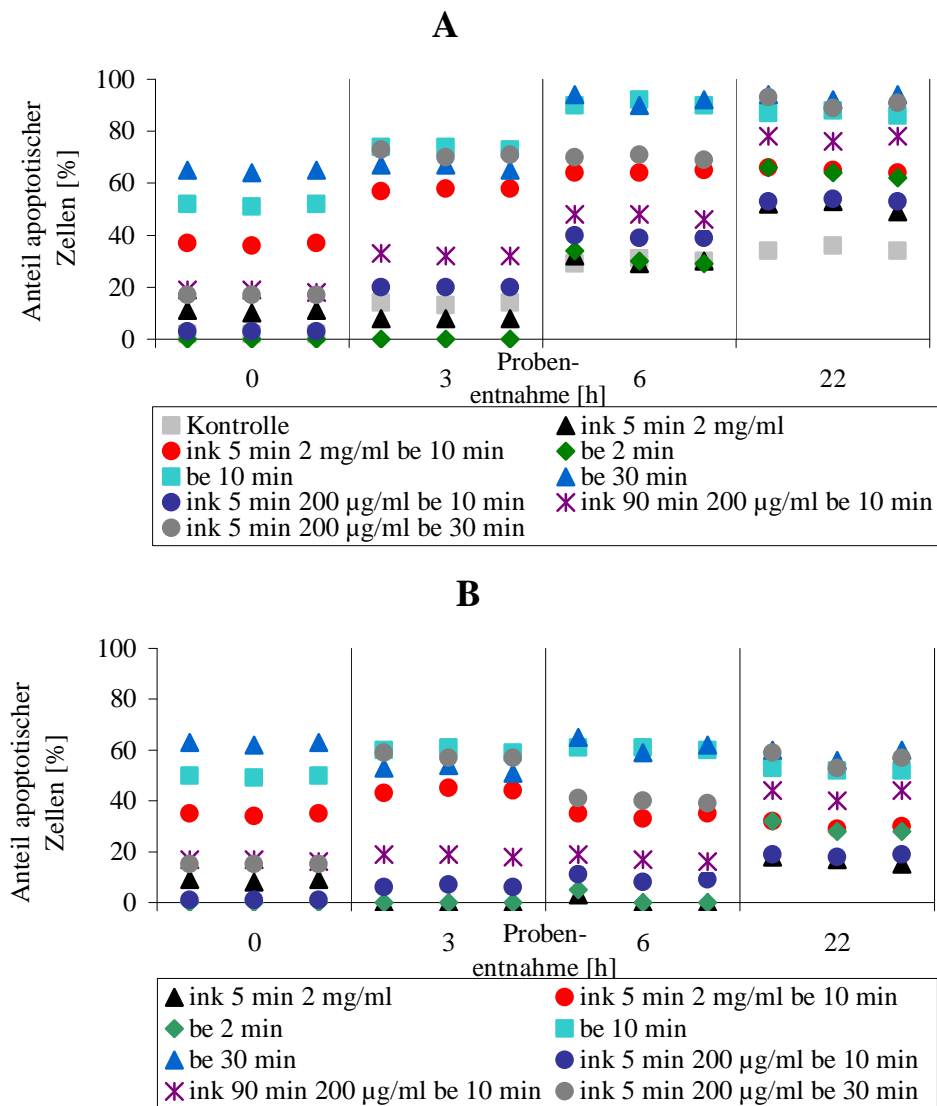 A
Anteil apoptotischer
Zellen [%]
100
80
60
40
20
0
0
3
6
22
Proben-
entnahme [h]
Kontrolle
ink 5 min 2 mg/ml
ink 5 min 2 mg/ml be 10 min
be 2 min
be 10 min
be 30 min
ink 5 min 200 µg/ml be 10 min
ink 90 min 200 µg/ml be 10 min
ink 5 min 200 µg/ml be 30 min
B
Anteil apoptotischer
Zellen [%]
100
80
60
40
20
0
0
3
6
22
Proben-
entnahme [h]
ink 5 min 2 mg/ml
ink 5 min 2 mg/ml be 10 min
be 2 min
be 10 min
be 30 min
ink 5 min 200 µg/ml be 10 min
ink 90 min 200 µg/ml be 10 min
ink 5 min 200 µg/ml be 30 min